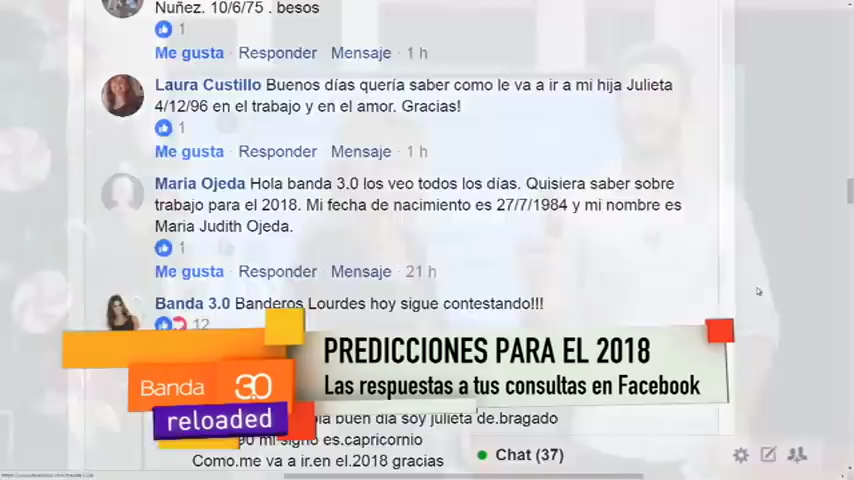 Nuñez. 10/6/75 . besos
1
Me gusta · Responder · Mensaje · 1 h
Laura Custillo Buenos días quería saber como le va a ir a mi hija Julieta
4/12/96 en el trabajo y en el amor. Gracias!
1
Me gusta · Responder · Mensaje · 1 h
Maria Ojeda Hola banda 3.0 los veo todos los días. Quisiera saber sobre
trabajo para el 2018. Mi fecha de nacimiento es 27/7/1984 y mi nombre es
Maria Judith Ojeda.
1
Me gusta · Responder · Mensaje · 21 h
Banda 3.0 Banderos Lourdes hoy sigue contestando!!!
12
PREDICCIONES PARA EL 2018
Las respuestas a tus consultas en Facebook
Banda 3.0
reloaded
buen dia soy julieta de.bragado
90 mi signo es.capricornio
Como.me va a ir.en el.2018 gracias
Chat (37)